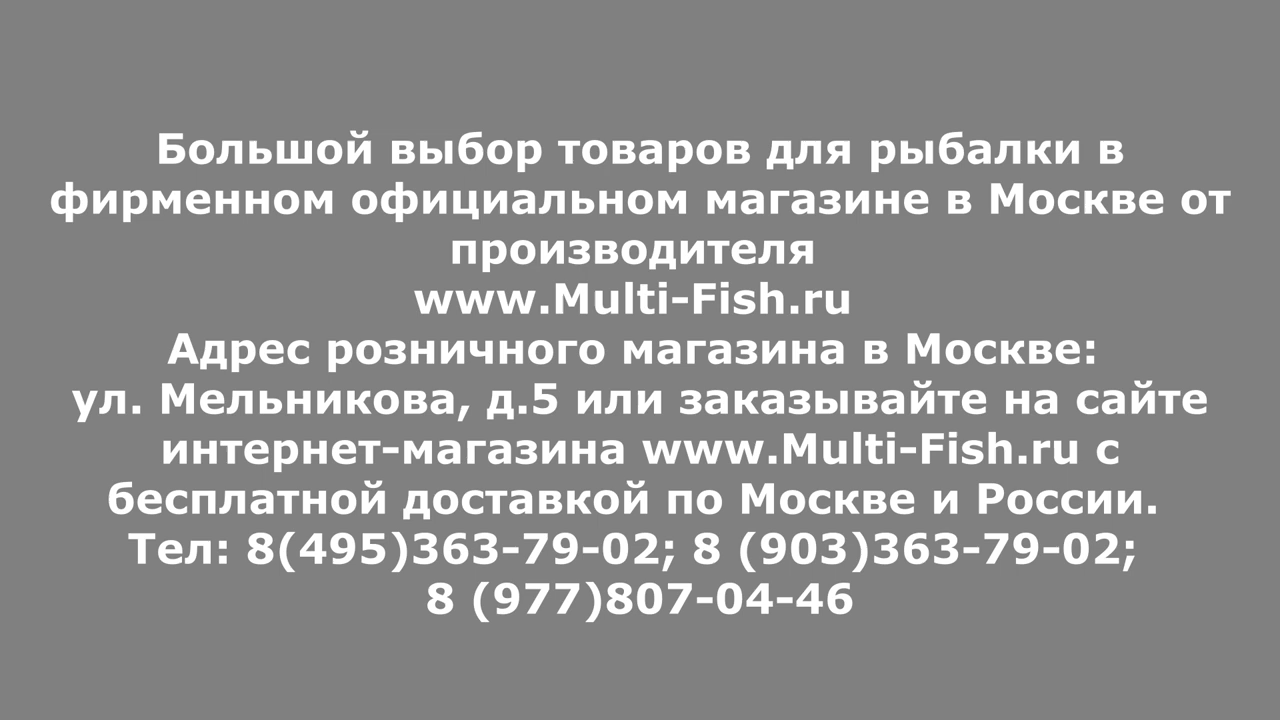 Большой выбор товаров для рыбалки в
фирменном официальном магазине в Москве от
производителя
www.Multi-Fish.ru
Адрес розничного магазина в Москве:
ул. Мельникова, д.5 или заказывайте на сайте
интернет-магазина www.Multi-Fish.ru с
бесплатной доставкой по Москве и России.
Тел: 8(495)363-79-02; 8 (903)363-79-02;
8 (977)807-04-46